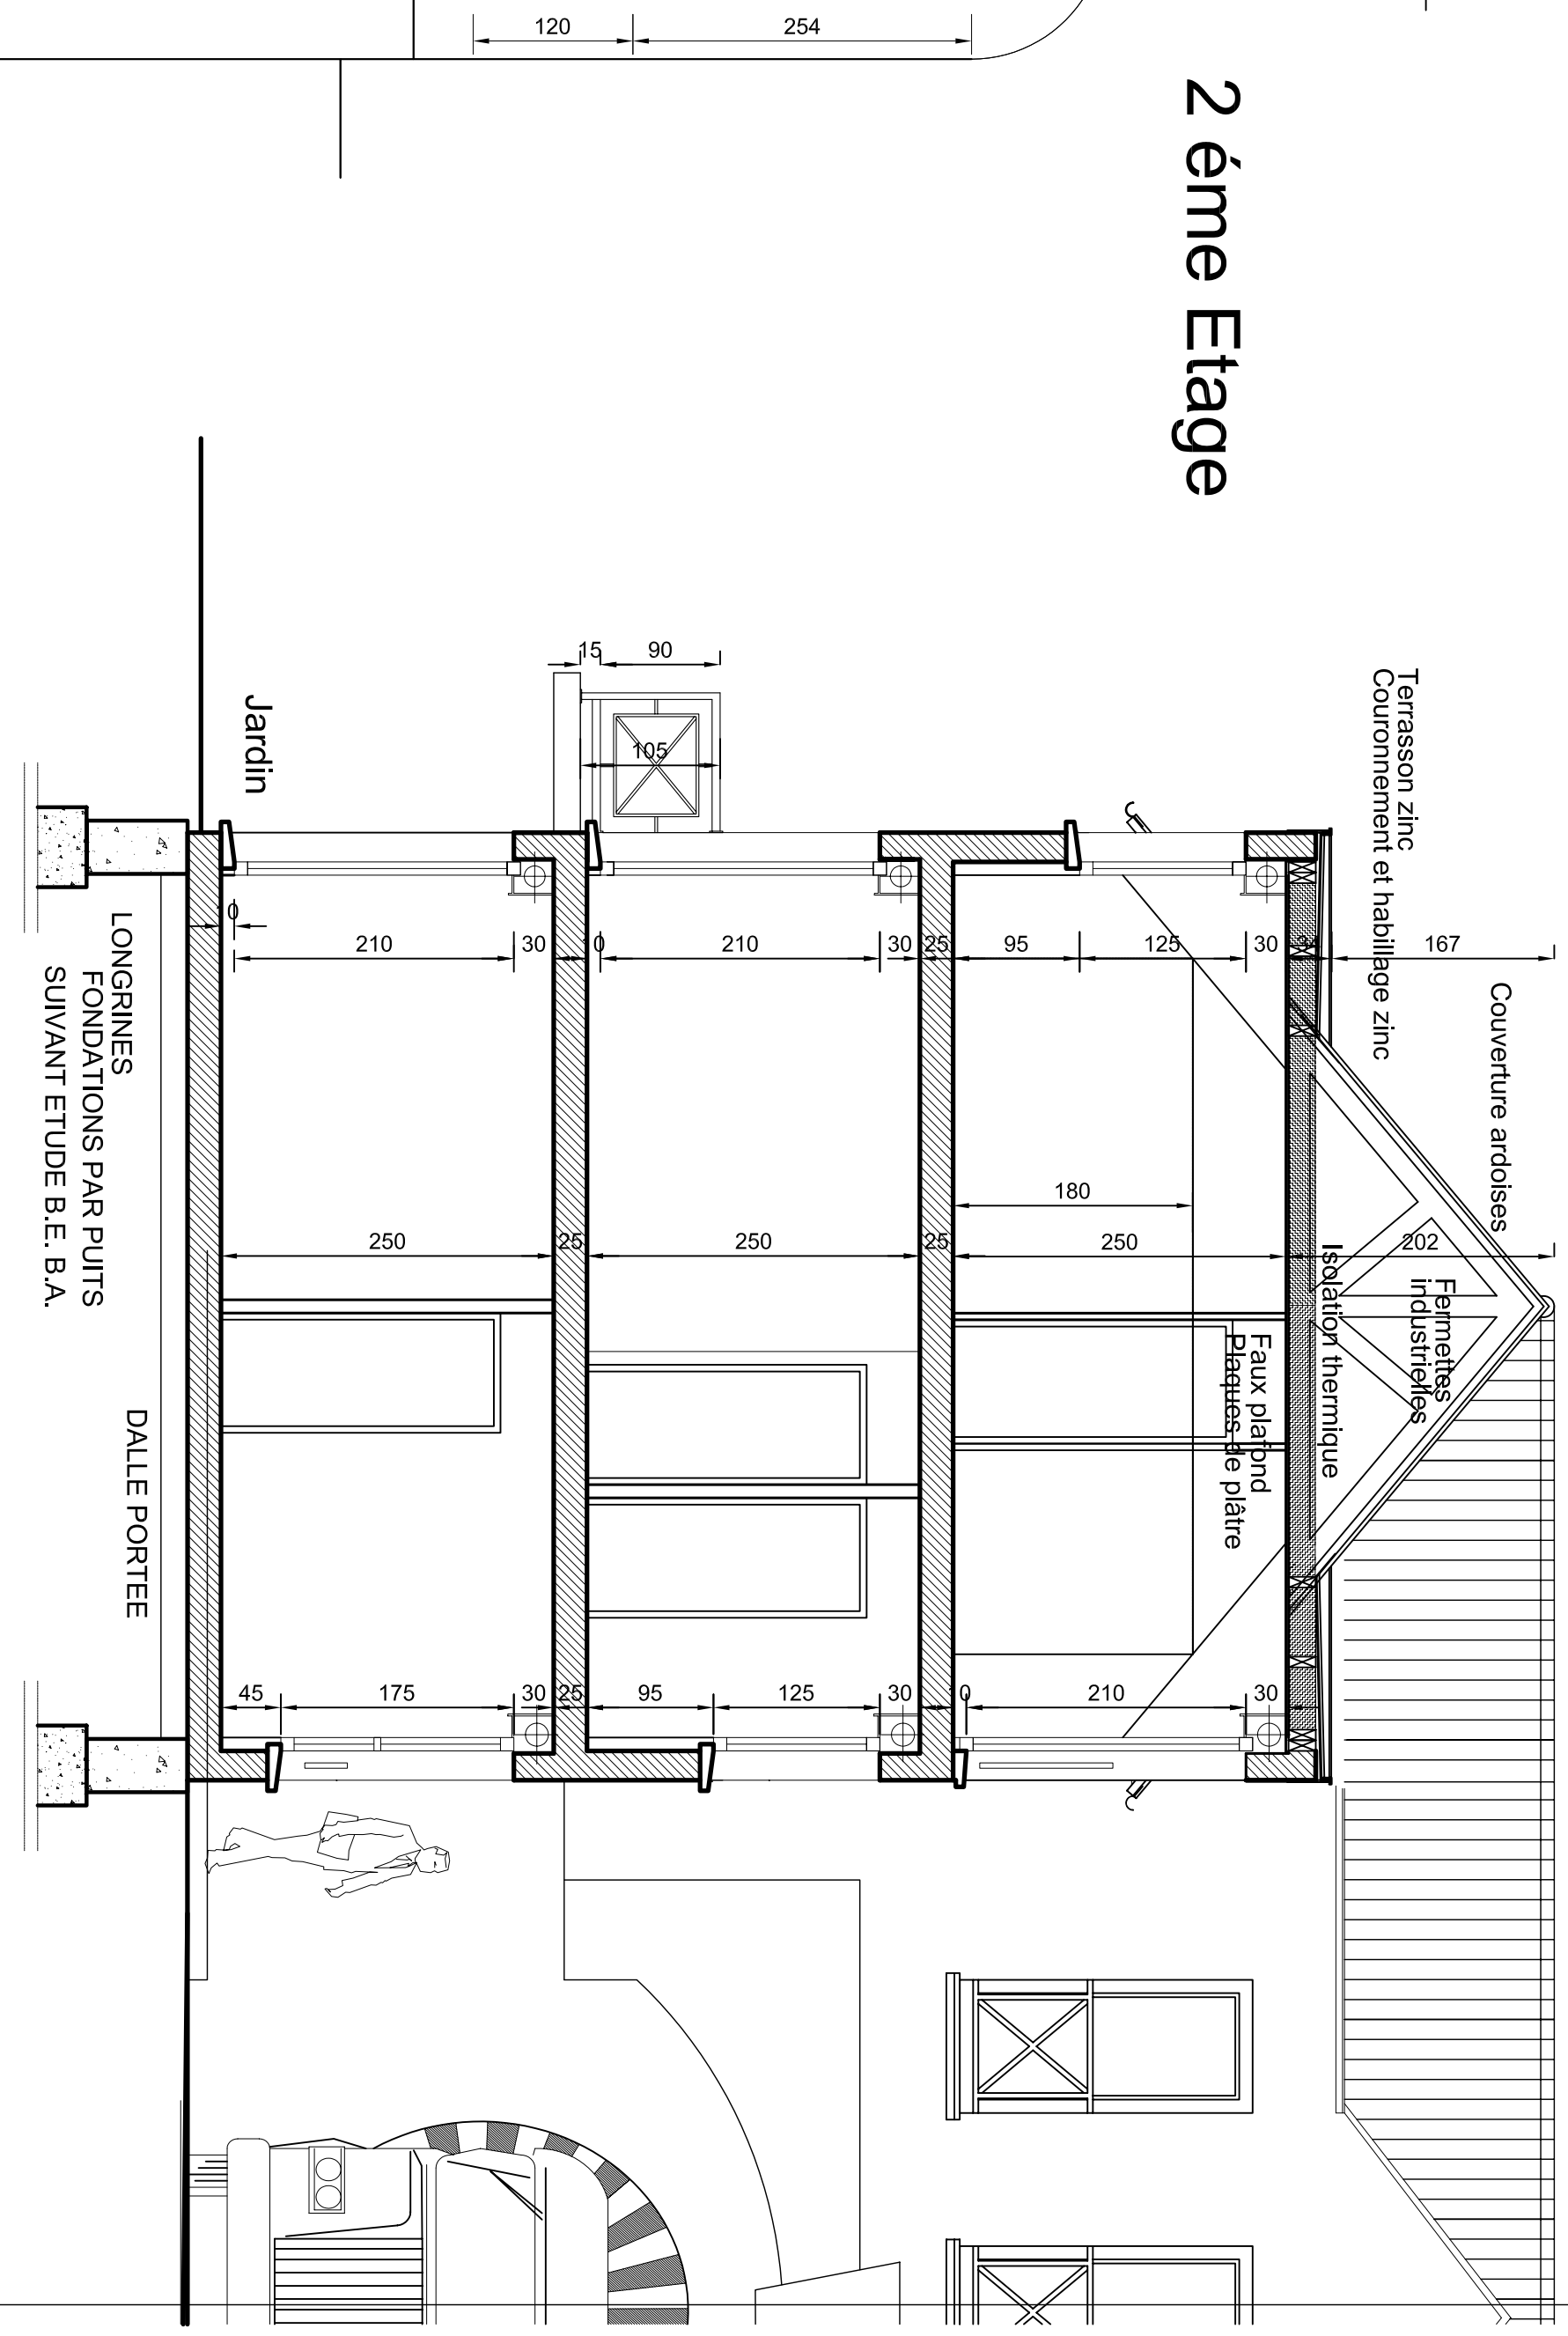 120
254
2 éme Etage
15
90
105
Jardin
Terrasson zinc
Couronnement et habillage zinc
Couverture ardoises
Fermettes
industrielles
Isolation thermique
Faux plafond
Plaques de plâtre
LONGRINES
FONDATIONS PAR PUITS
SUIVANT ETUDE B.E. B.A.
DALLE PORTEE
0
210
30
0
210
30
25
95
125
30
167
180
250
25
250
25
250
202
45
175
30
25
95
125
30
0
210
30